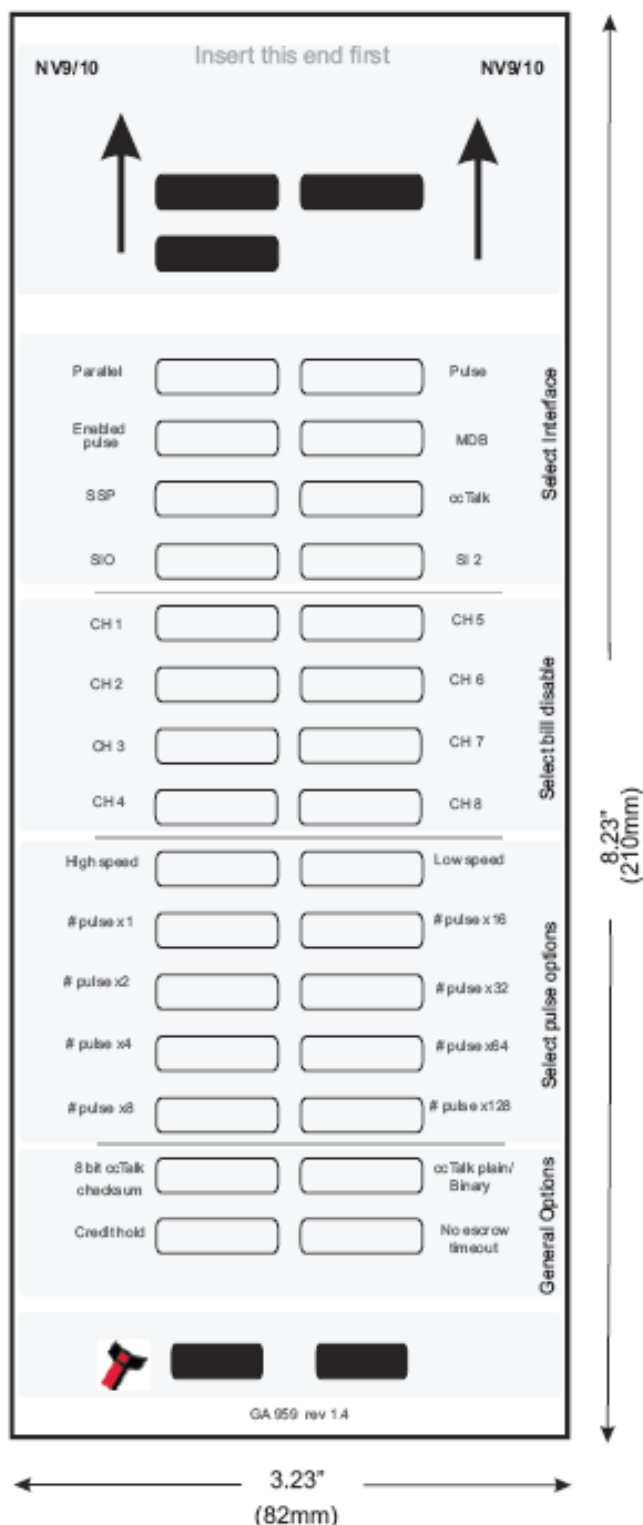 Insert this end first
NV9/10 NV9/10
Parallel Pulse
Enabled pulse MDB
SSP ccTalk
SIO SI 2
Select Interface
CH 1 CH 5
CH 2 CH 6
CH 3 CH 7
CH 4 CH 8
Select bill disable
High speed Low speed
# pulse x1 # pulse x16
# pulse x2 # pulse x32
# pulse x4 # pulse x64
# pulse x8 # pulse x128
Select pulse options
8 bit ccTalk checksum ccTalk plain/ Binary
Credit hold No escrow timeout
General Options
GA 959 rev 1.4
8.23"
(210mm)
3.23"
(82mm)